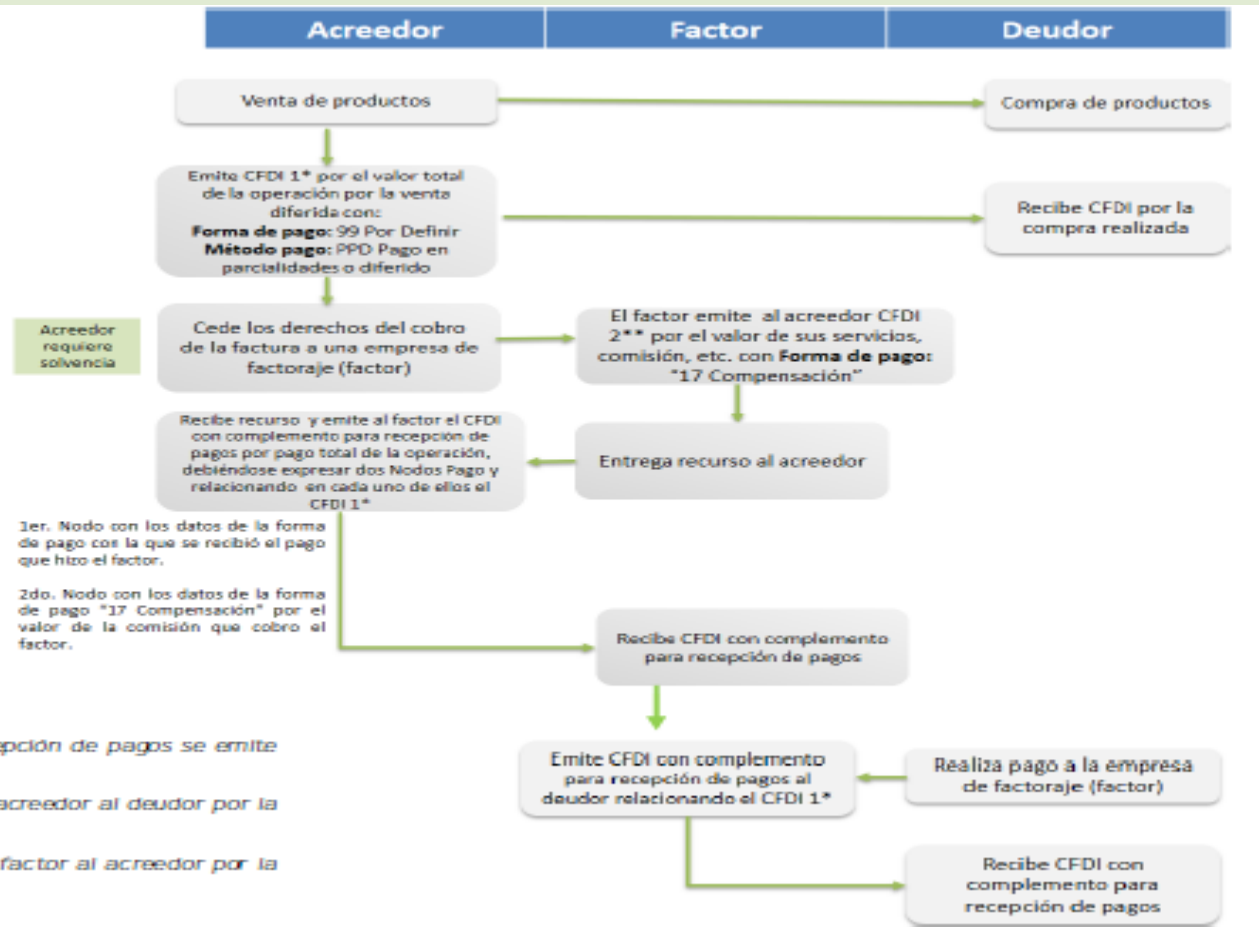 Acreedor
Factor
Deudor
Venta de productos
Compra de productos
Emite CFDI 1* por el valor total
de la operación por la venta
diferida con:
Forma de pago: 99 Por Definir
Método pago: PPD Pago en
parcialidades o diferido
Recibe CFDI por la
compra realizada
Acreedor
requiere
solvencia
Cede los derechos del cobro
de la factura a una empresa de
factoraje (factor)
El factor emite al acreedor CFDI
2** por el valor de sus servicios,
comisión, etc. con Forma de pago:
"17 Compensación"
Recibe recurso y emite al factor el CFDI
con complemento para recepción de
pagos por pago total de la operación,
debiéndose expresar dos Nodos Pago y
relacionando en cada uno de ellos el
CFDI 1*
Entrega recurso al acreedor
1er. Nodo con los datos de la forma
de pago con la que se recibió el pago
que hizo el factor.
2do. Nodo con los datos de la forma
de pago "17 Compensación" por el
valor de la comisión que cobro el
factor.
Recibe CFDI con complemento
para recepción de pagos
epción de pagos se emite
acreedor al deudor por la
factor al acreedor por la
Emite CFDI con complemento
para recepción de pagos al
deudor relacionando el CFDI 1*
Realiza pago a la empresa
de factoraje (factor)
Recibe CFDI con
complemento para
recepción de pagos